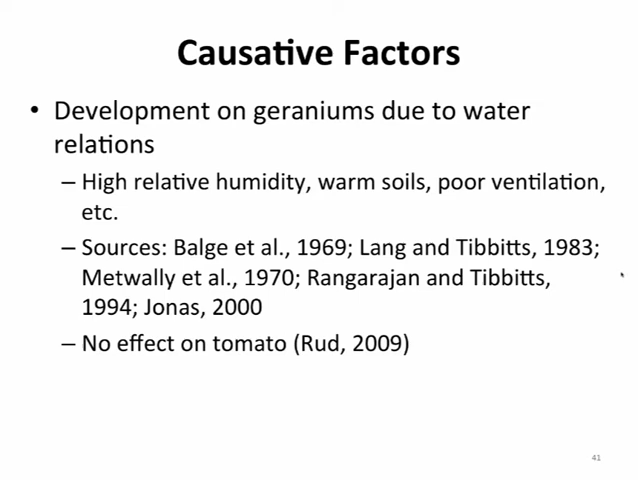 Causative Factors
• Development on geraniums due to water
relations
– High relative humidity, warm soils, poor ventilation,
etc.
– Sources: Balge et al., 1969; Lang and Tibbitts, 1983;
Metwally et al., 1970; Rangarajan and Tibbitts,
1994; Jonas, 2000
– No effect on tomato (Rud, 2009)
41